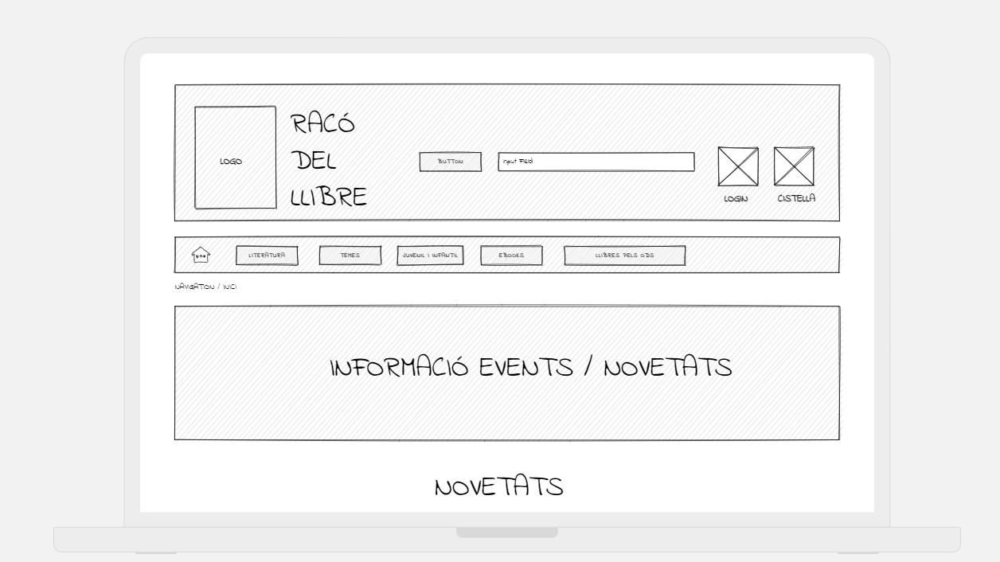 RACÓ
DEL
LLIBRE
LOGO
BUTTON
Input Field
LOGIN
CISTELLA
LITERATURA
TEMES
JUVENIL I INFANTIL
EBOOKS
LLIBRES DELS ODS
NAVIGATION / INICI
INFORMACIÓ EVENTS / NOVETATS
NOVETATS